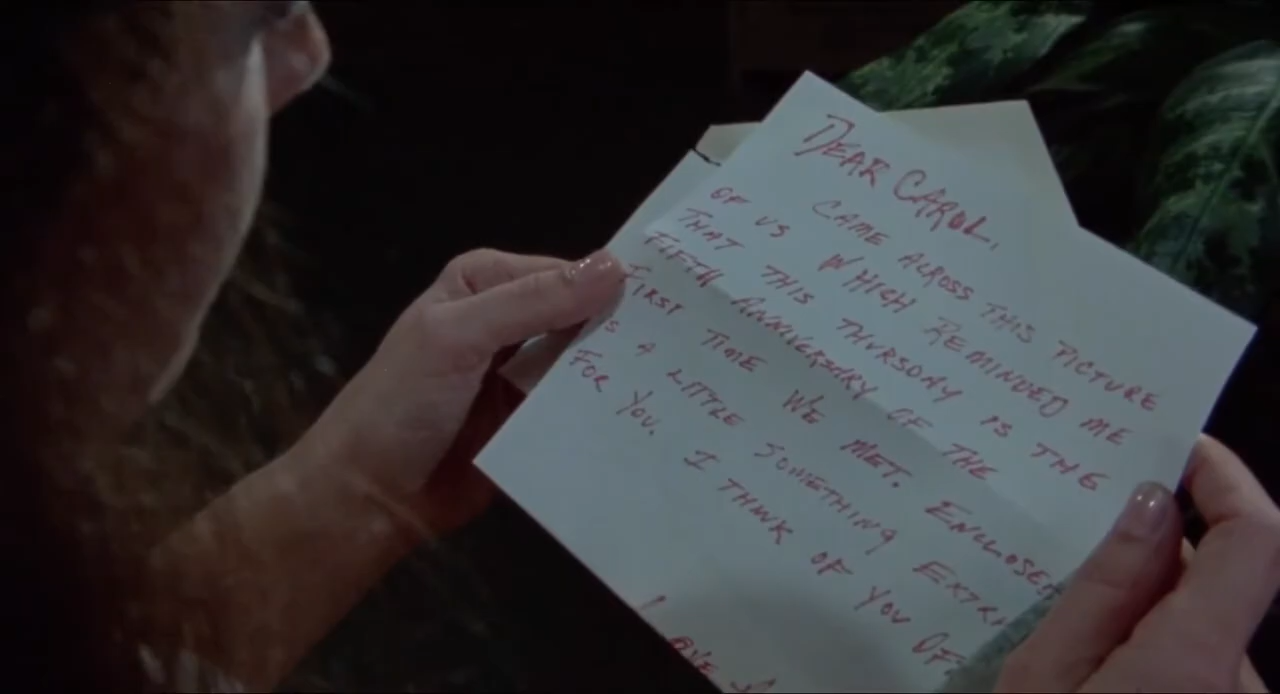 DEAR CAROL,
CAME ACROSS THIS PICTURE
OF US WHICH REMINDED ME
THAT THIS THURSDAY IS THE
FIFTH ANNIVERSARY OF THE
FIRST TIME WE MET. ENCLOSED
IS A LITTLE SOMETHING EXTRA
FOR YOU.
I THINK OF YOU